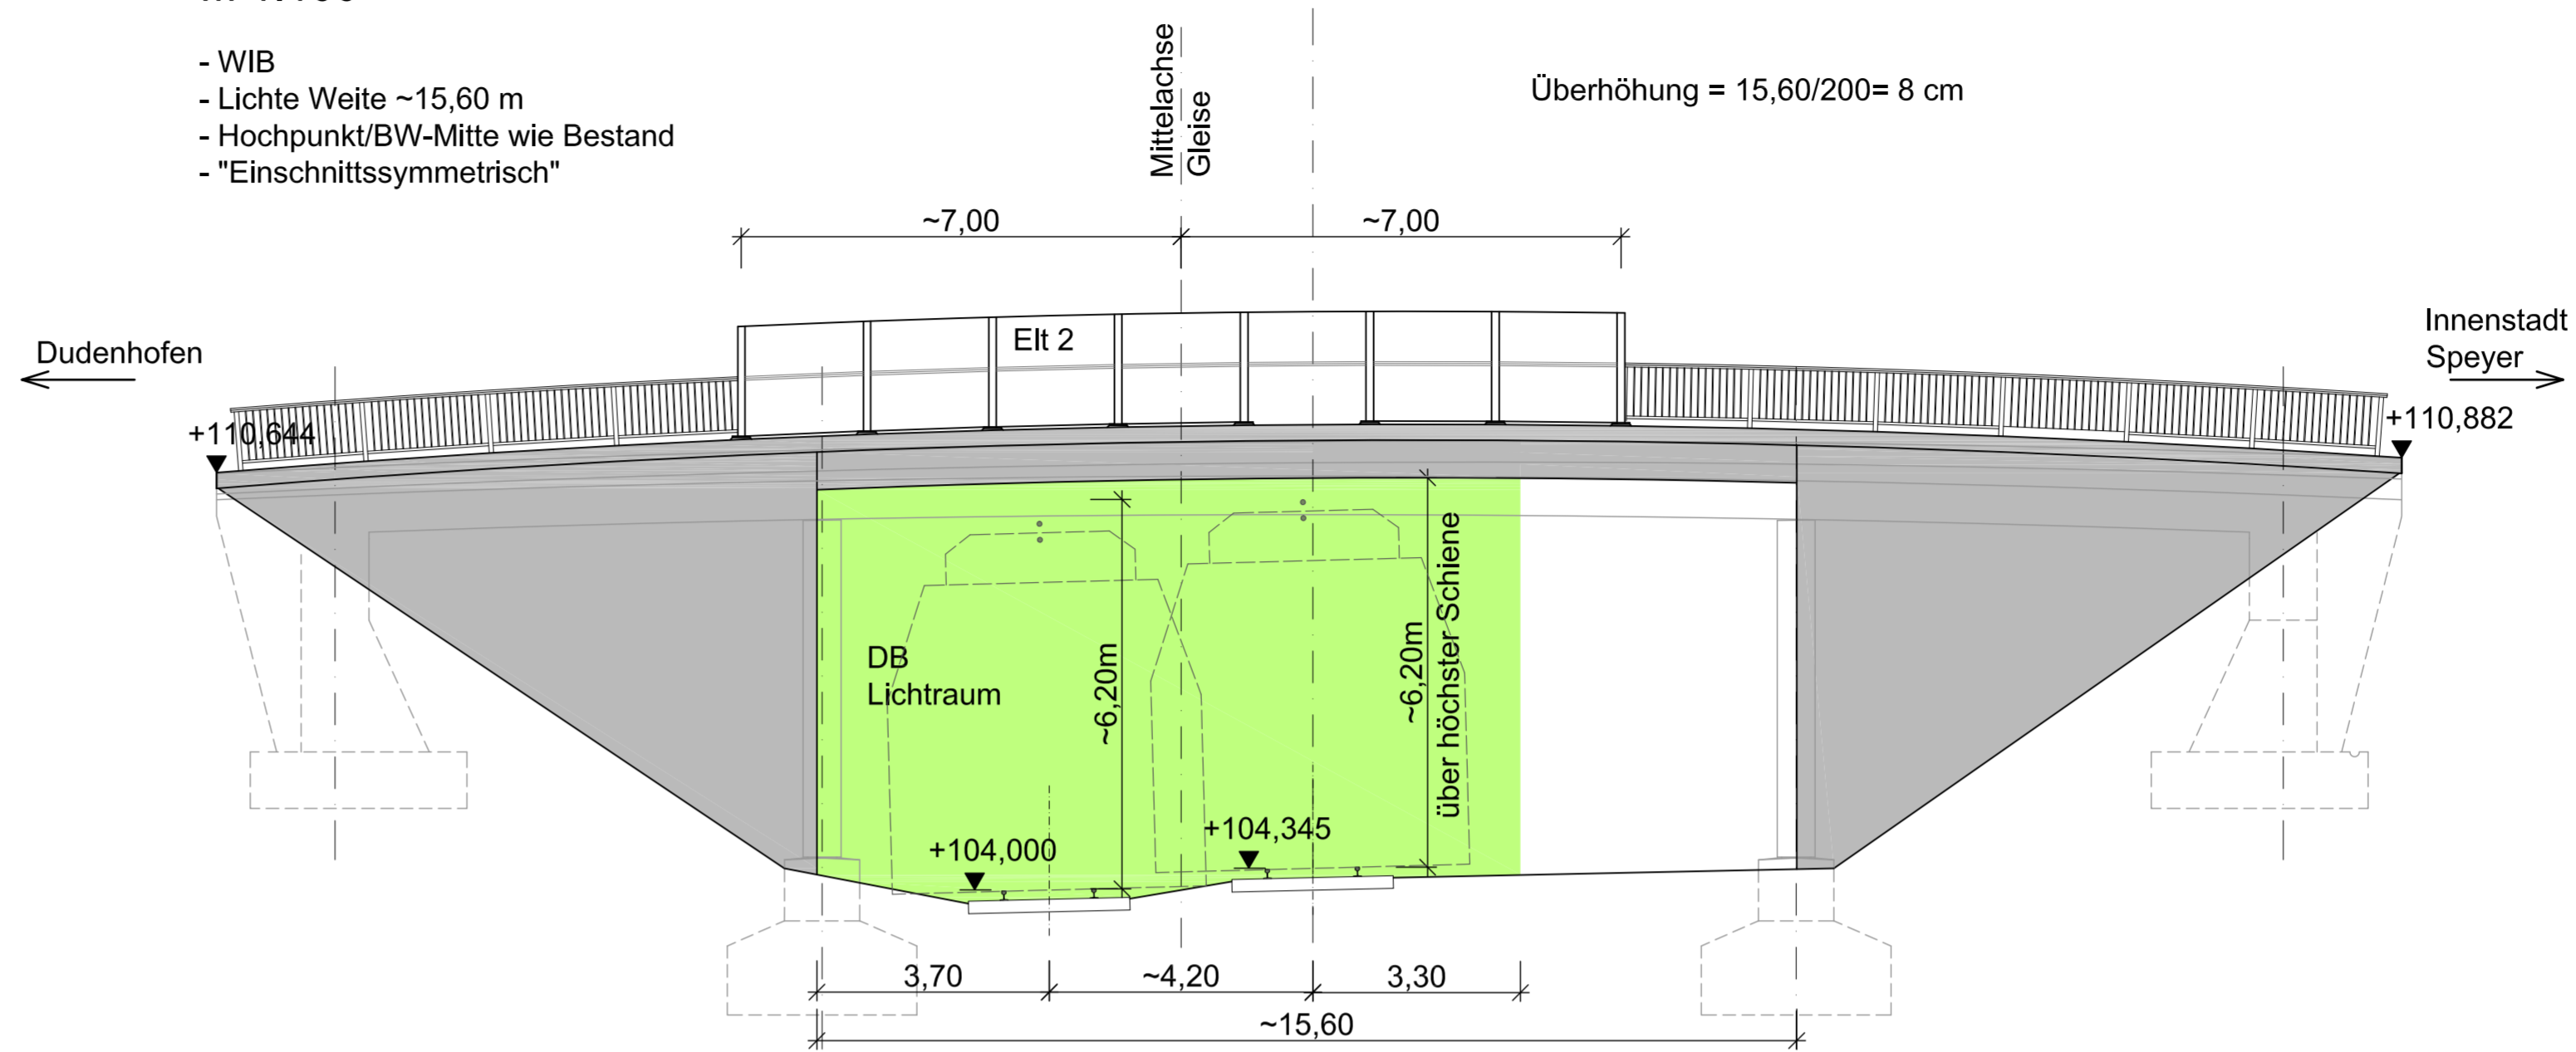 - WIB
- Lichte Weite ~15,60 m
- Hochpunkt/BW-Mitte wie Bestand
- "Einschnittssymmetrisch"
Mittelachse
Gleise
Überhöhung = 15,60/200= 8 cm
~7,00
~7,00
Elt 2
Dudenhofen
Innenstadt
Speyer
+110,644
+110,882
DB
Lichtraum
~6,20m
~6,20m
über höchster Schiene
+104,000
+104,345
3,70
~4,20
3,30
~15,60